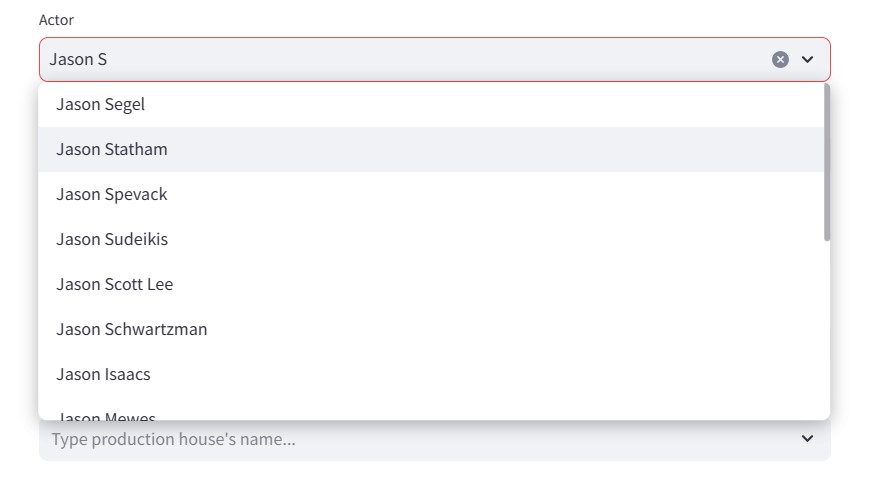 Actor
Jason S
Jason Segel
Jason Statham
Jason Spevack
Jason Sudeikis
Jason Scott Lee
Jason Schwartzman
Jason Isaacs
Jason Mewes
Type production house's name...